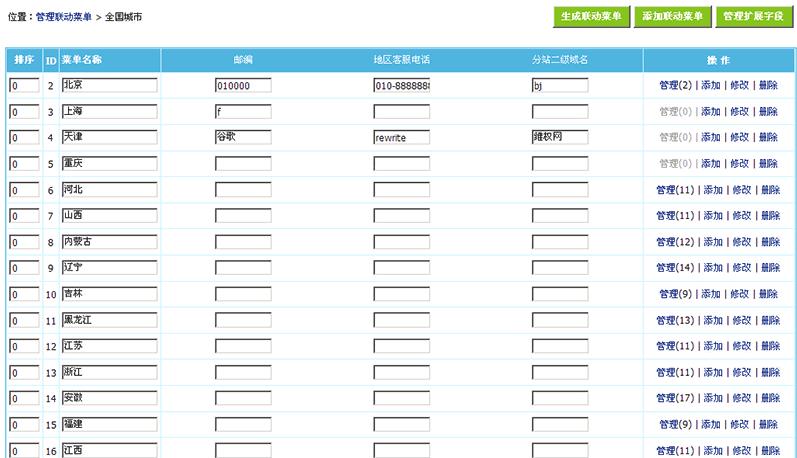 位置：管理联动菜单 > 全国城市
生成联动菜单 添加联动菜单 管理扩展字段
排序 ID 菜单名称 邮编 地区客服电话 分站二级域名 操 作
0 2 北京 010000 010-8888888 bj 管理(2) | 添加 | 修改 | 删除
0 3 上海 f 管理(0) | 添加 | 修改 | 删除
0 4 天津 谷歌 rewrite 维权网 管理(0) | 添加 | 修改 | 删除
0 5 重庆 管理(0) | 添加 | 修改 | 删除
0 6 河北 管理(11) | 添加 | 修改 | 删除
0 7 山西 管理(11) | 添加 | 修改 | 删除
0 8 内蒙古 管理(12) | 添加 | 修改 | 删除
0 9 辽宁 管理(14) | 添加 | 修改 | 删除
0 10 吉林 管理(9) | 添加 | 修改 | 删除
0 11 黑龙江 管理(13) | 添加 | 修改 | 删除
0 12 江苏 管理(11) | 添加 | 修改 | 删除
0 13 浙江 管理(11) | 添加 | 修改 | 删除
0 14 安徽 管理(17) | 添加 | 修改 | 删除
0 15 福建 管理(9) | 添加 | 修改 | 删除
0 16 江西 管理(11) | 添加 | 修改 | 删除